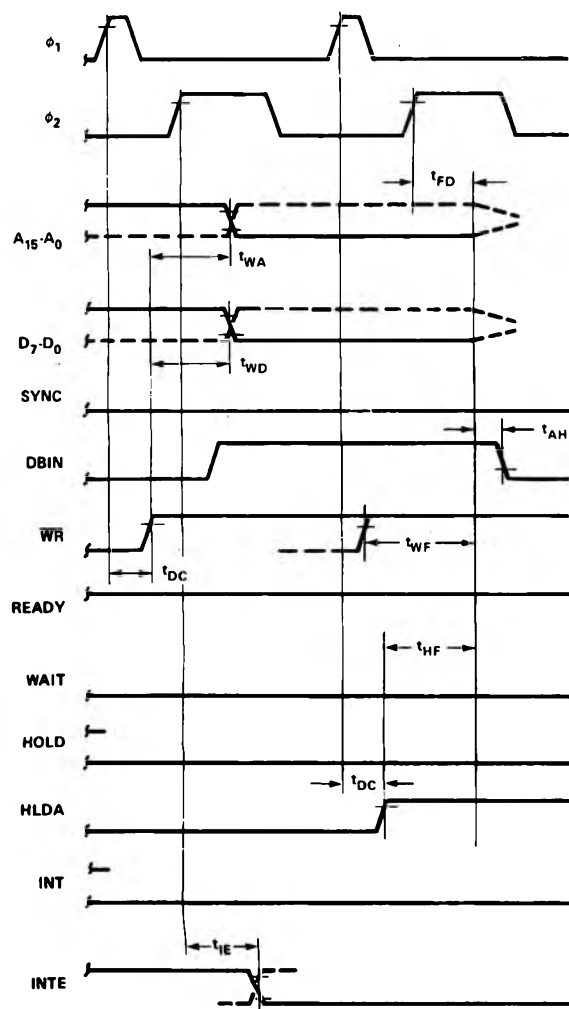 ϕ1
ϕ2
tFD
A15-A0
tWA
D7-D0
tWD
SYNC
tAH
DBIN
WR
tWF
tDC
READY
tHF
WAIT
HOLD
tDC
HLDA
INT
tIE
INTE